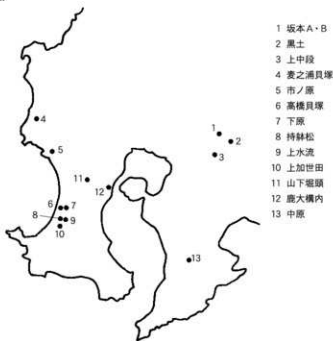 1 坂本A・B
2 黒土
3 上中段
4 麦之浦貝塚
5 市ノ原
6 高橋貝塚
7 下原
8 持躰松
9 上水流
10 上加世田
11 山下堀頭
12 鹿大構内
13 中原
4
1
2
5
3
11
12
6
7
8
9
10
13